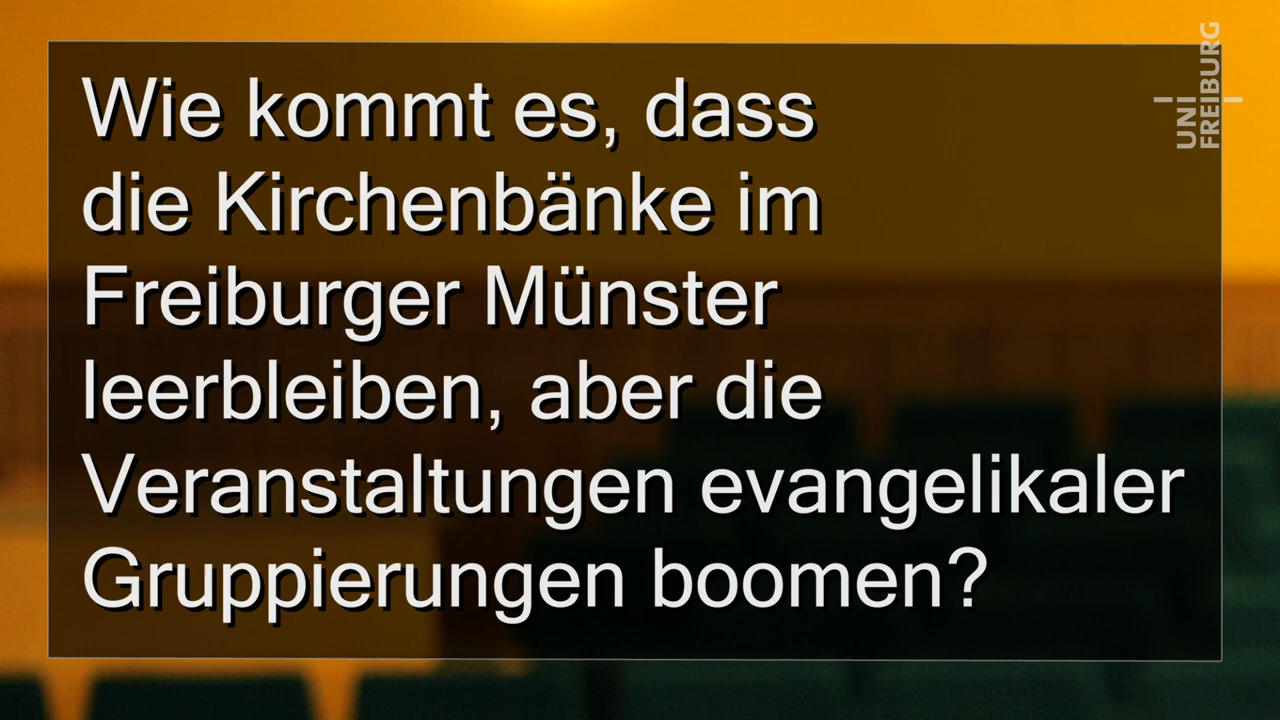 Wie kommt es, dass
die Kirchenbänke im
Freiburger Münster
leerbleiben, aber die
Veranstaltungen evangelikaler
Gruppierungen boomen?
UNI
FREIBURG